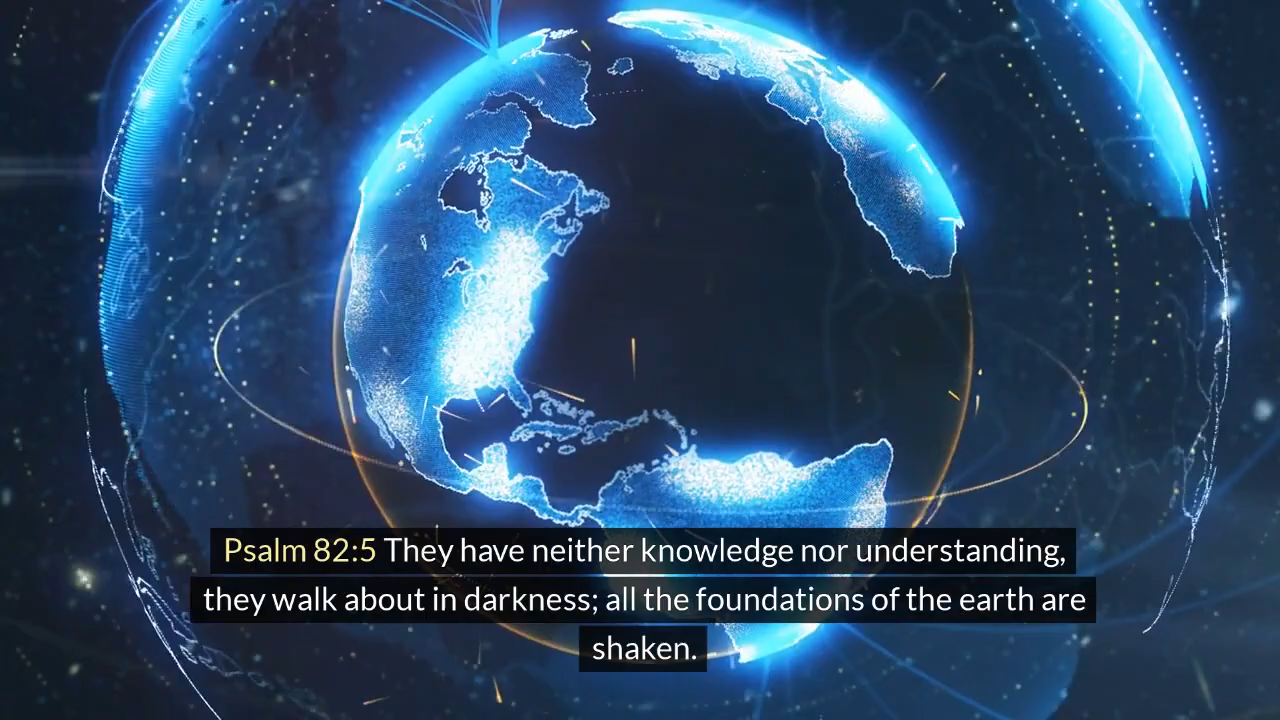 Psalm 82:5 They have neither knowledge nor understanding,
they walk about in darkness; all the foundations of the earth are
shaken.